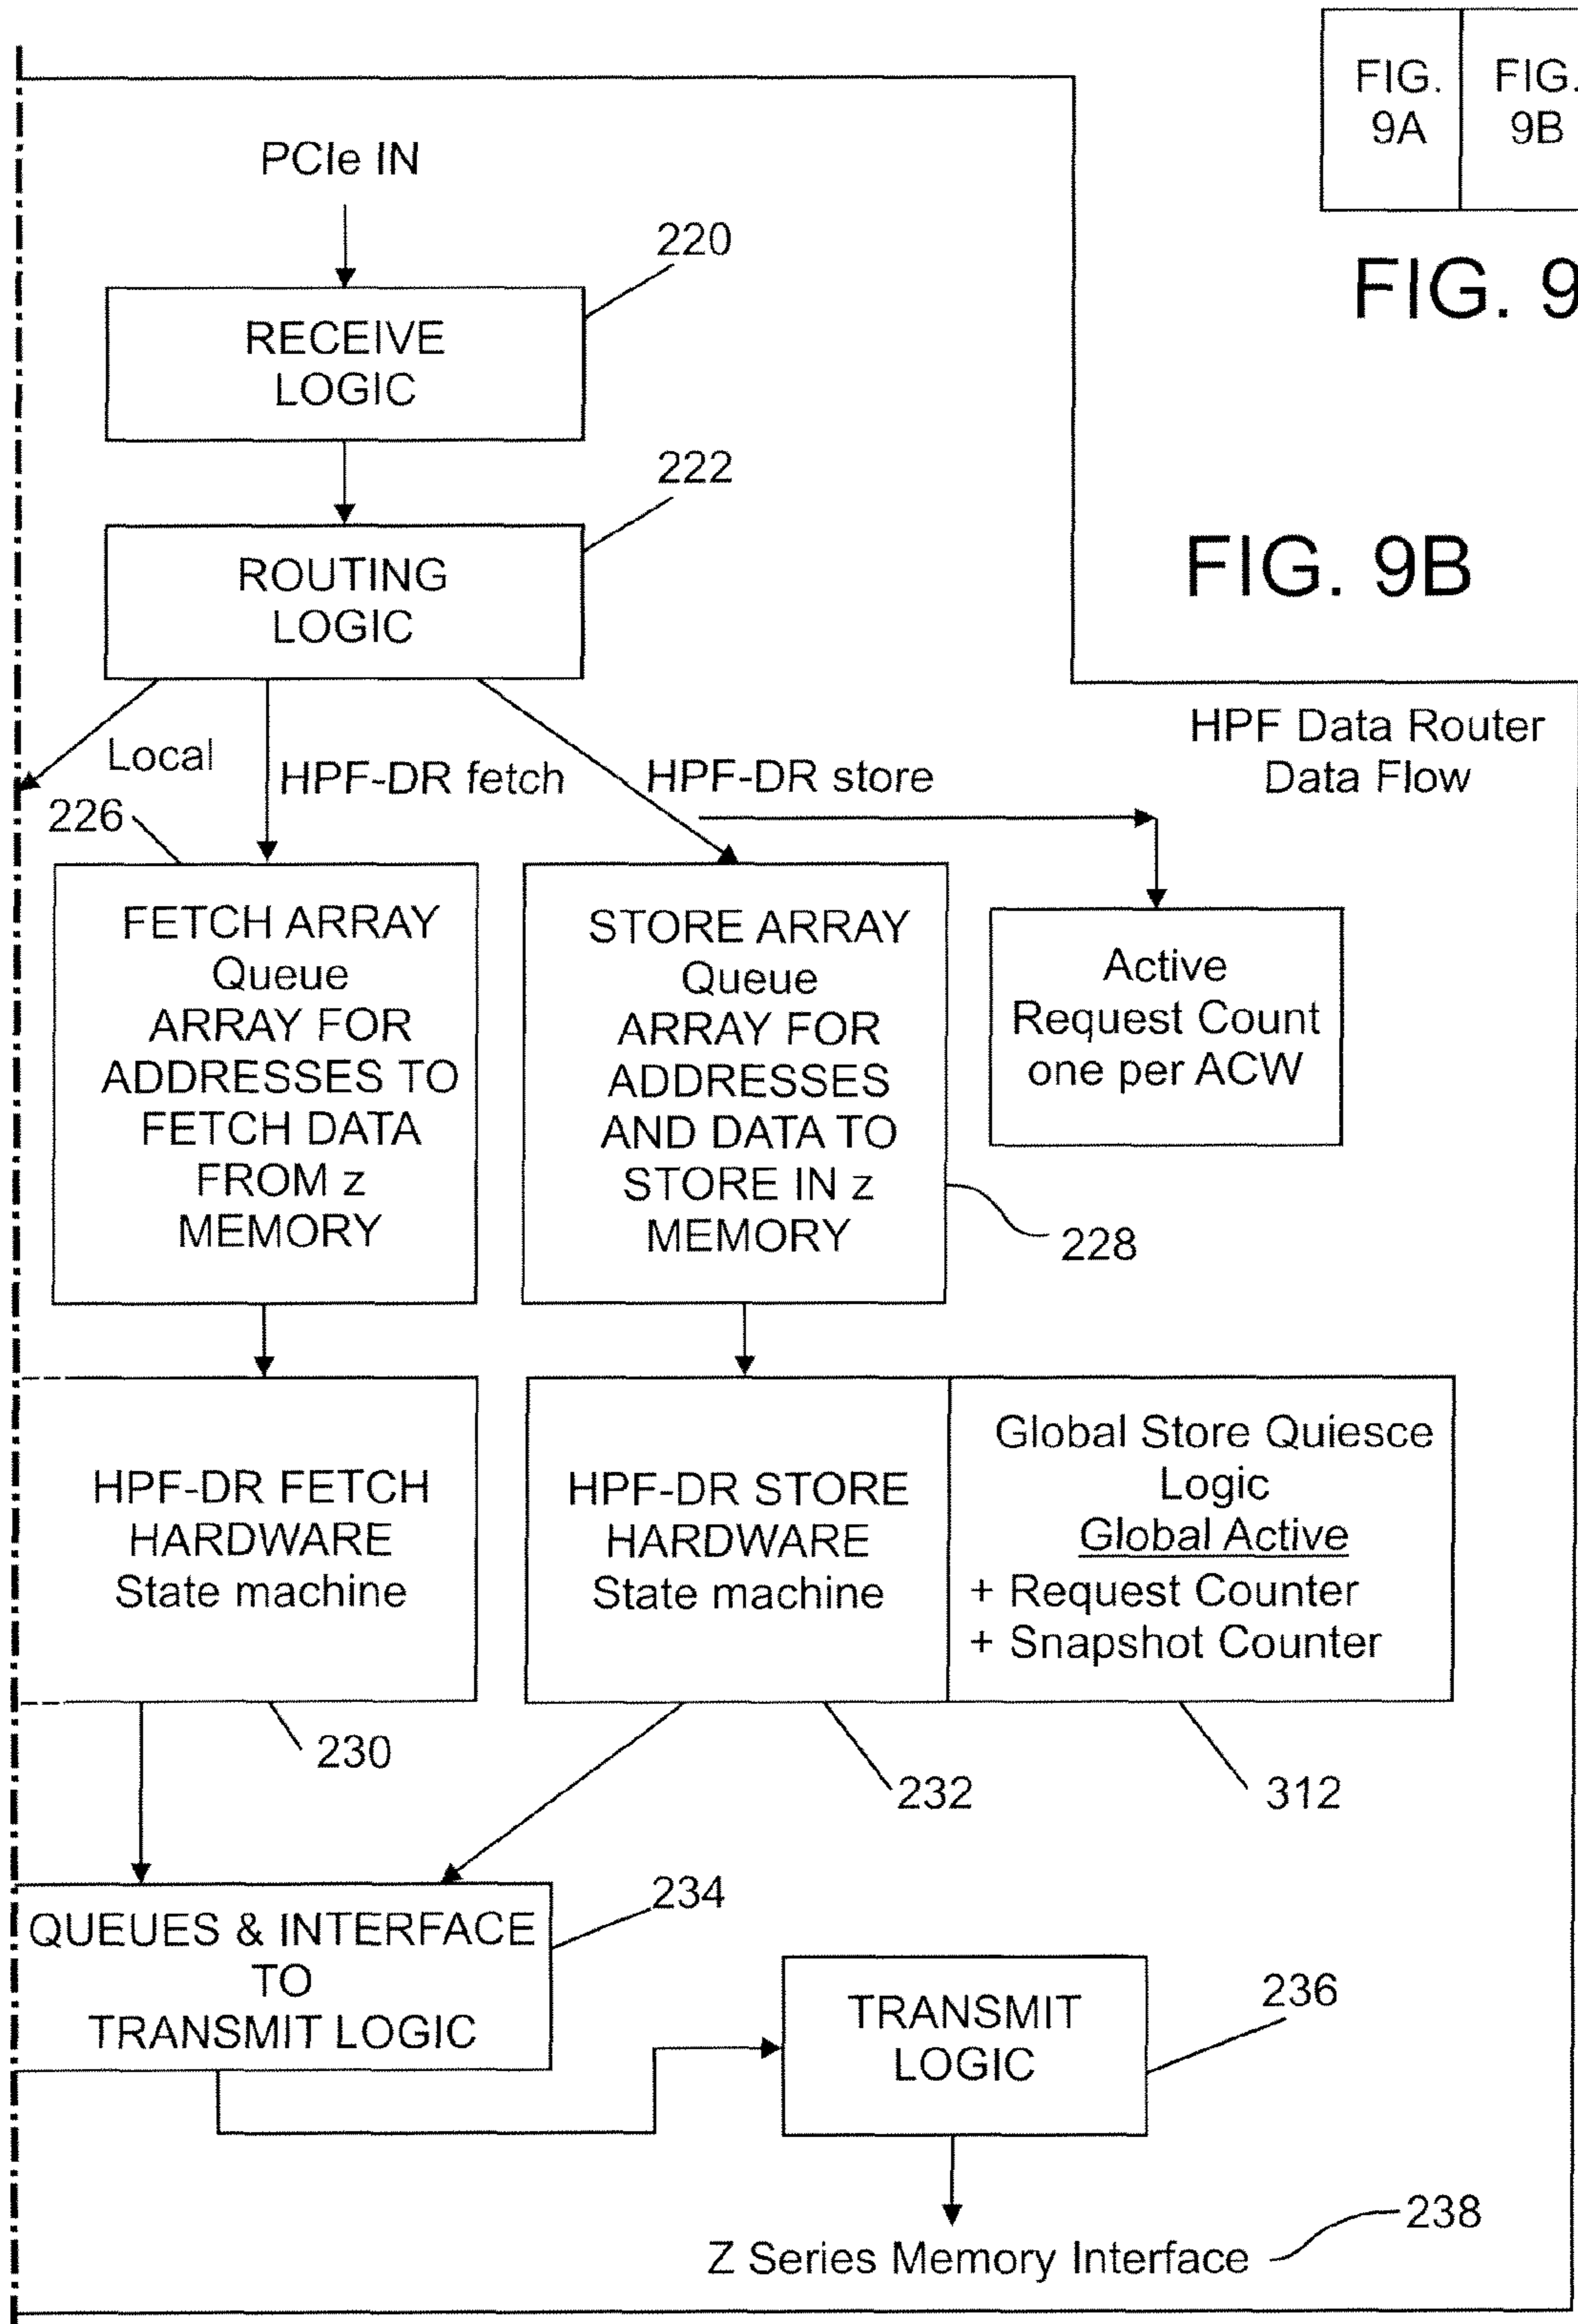 FIG.
9A
FIG.
9B
FIG. 9
FIG. 9B
PCIe IN
220
RECEIVE
LOGIC
222
ROUTING
LOGIC
HPF Data Router
Data Flow
Local
HPF-DR fetch
HPF-DR store
226
FETCH ARRAY
Queue
ARRAY FOR
ADDRESSES TO
FETCH DATA
FROM z
MEMORY
STORE ARRAY
Queue
ARRAY FOR
ADDRESSES
AND DATA TO
STORE IN z
MEMORY
228
Active
Request Count
one per ACW
HPF-DR FETCH
HARDWARE
State machine
230
HPF-DR STORE
HARDWARE
State machine
232
Global Store Quiesce
Logic
Global Active
+ Request Counter
+ Snapshot Counter
312
QUEUES & INTERFACE
TO
TRANSMIT LOGIC
234
TRANSMIT
LOGIC
236
Z Series Memory Interface
238